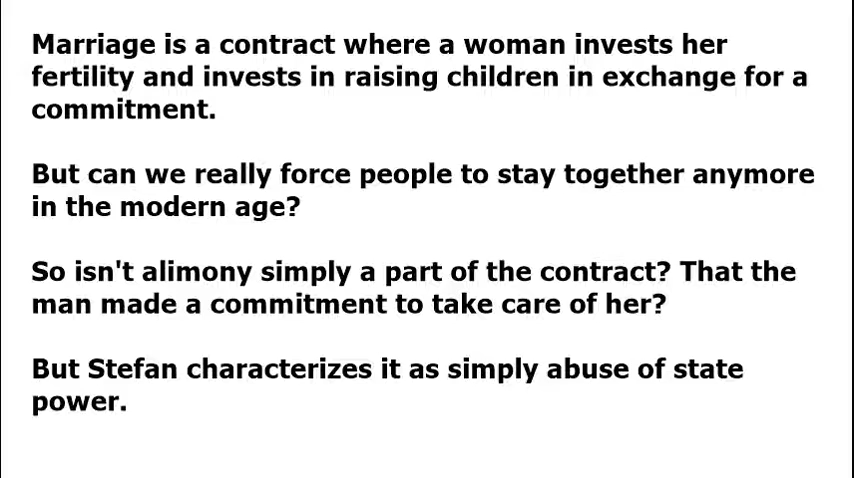 Marriage is a contract where a woman invests her
fertility and invests in raising children in exchange for a
commitment.
But can we really force people to stay together anymore
in the modern age?
So isn't alimony simply a part of the contract? That the
man made a commitment to take care of her?
But Stefan characterizes it as simply abuse of state
power.